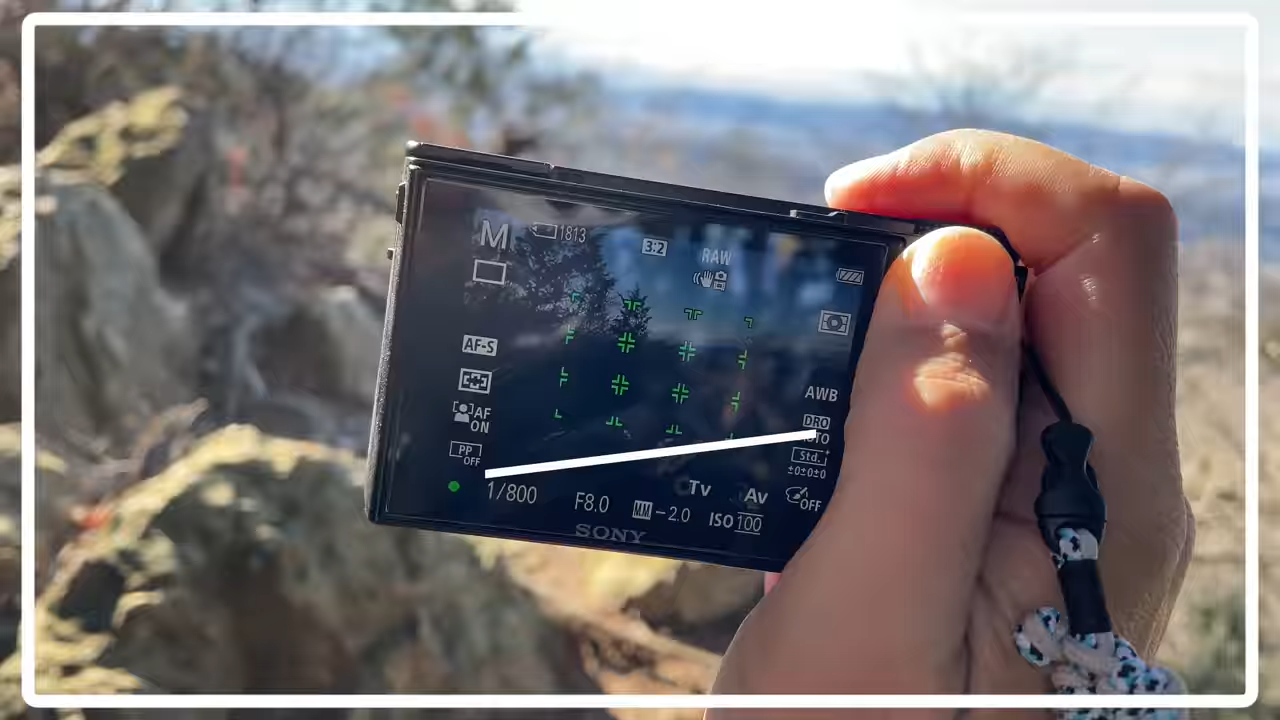 M 1813 3:2 RAW
AF-S
AF
ON
AWB
DRO
PP
OFF
Std.
±0±0±0
Tv Av OFF
1/800 F8.0 MM -2.0 ISO 100
SONY